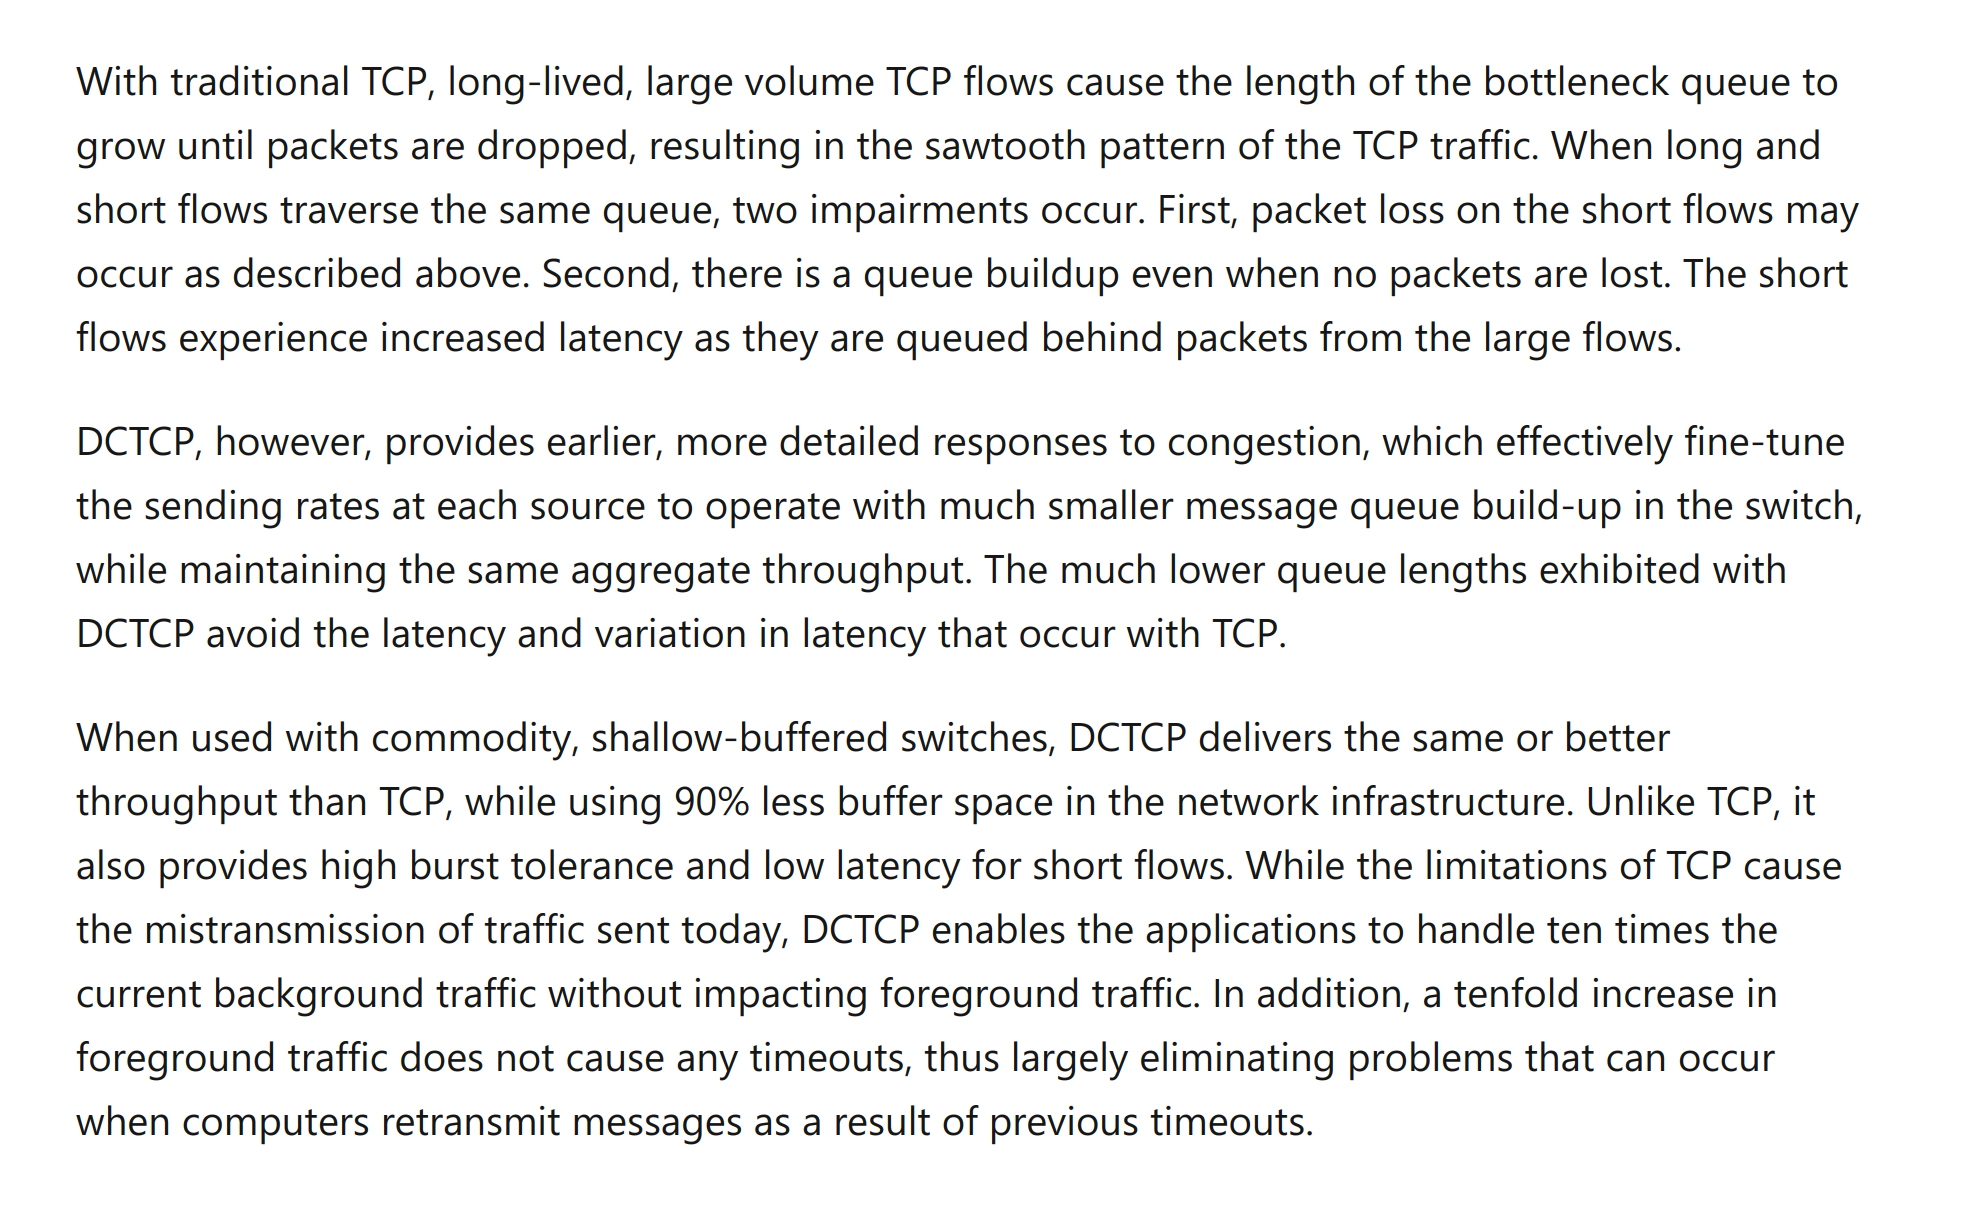 With traditional TCP, long-lived, large volume TCP flows cause the length of the bottleneck queue to
grow until packets are dropped, resulting in the sawtooth pattern of the TCP traffic. When long and
short flows traverse the same queue, two impairments occur. First, packet loss on the short flows may
occur as described above. Second, there is a queue buildup even when no packets are lost. The short
flows experience increased latency as they are queued behind packets from the large flows.
DCTCP, however, provides earlier, more detailed responses to congestion, which effectively fine-tune
the sending rates at each source to operate with much smaller message queue build-up in the switch,
while maintaining the same aggregate throughput. The much lower queue lengths exhibited with
DCTCP avoid the latency and variation in latency that occur with TCP.
When used with commodity, shallow-buffered switches, DCTCP delivers the same or better
throughput than TCP, while using 90% less buffer space in the network infrastructure. Unlike TCP, it
also provides high burst tolerance and low latency for short flows. While the limitations of TCP cause
the mistransmission of traffic sent today, DCTCP enables the applications to handle ten times the
current background traffic without impacting foreground traffic. In addition, a tenfold increase in
foreground traffic does not cause any timeouts, thus largely eliminating problems that can occur
when computers retransmit messages as a result of previous timeouts.